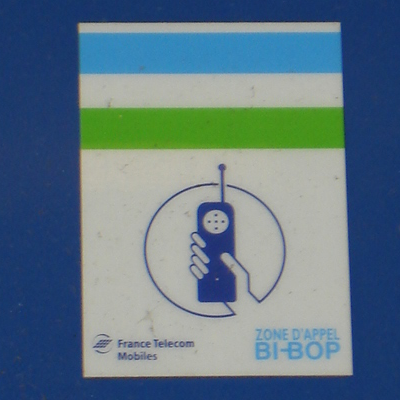 France Telecom
Mobiles
ZONE D'APPEL
BI-BOP